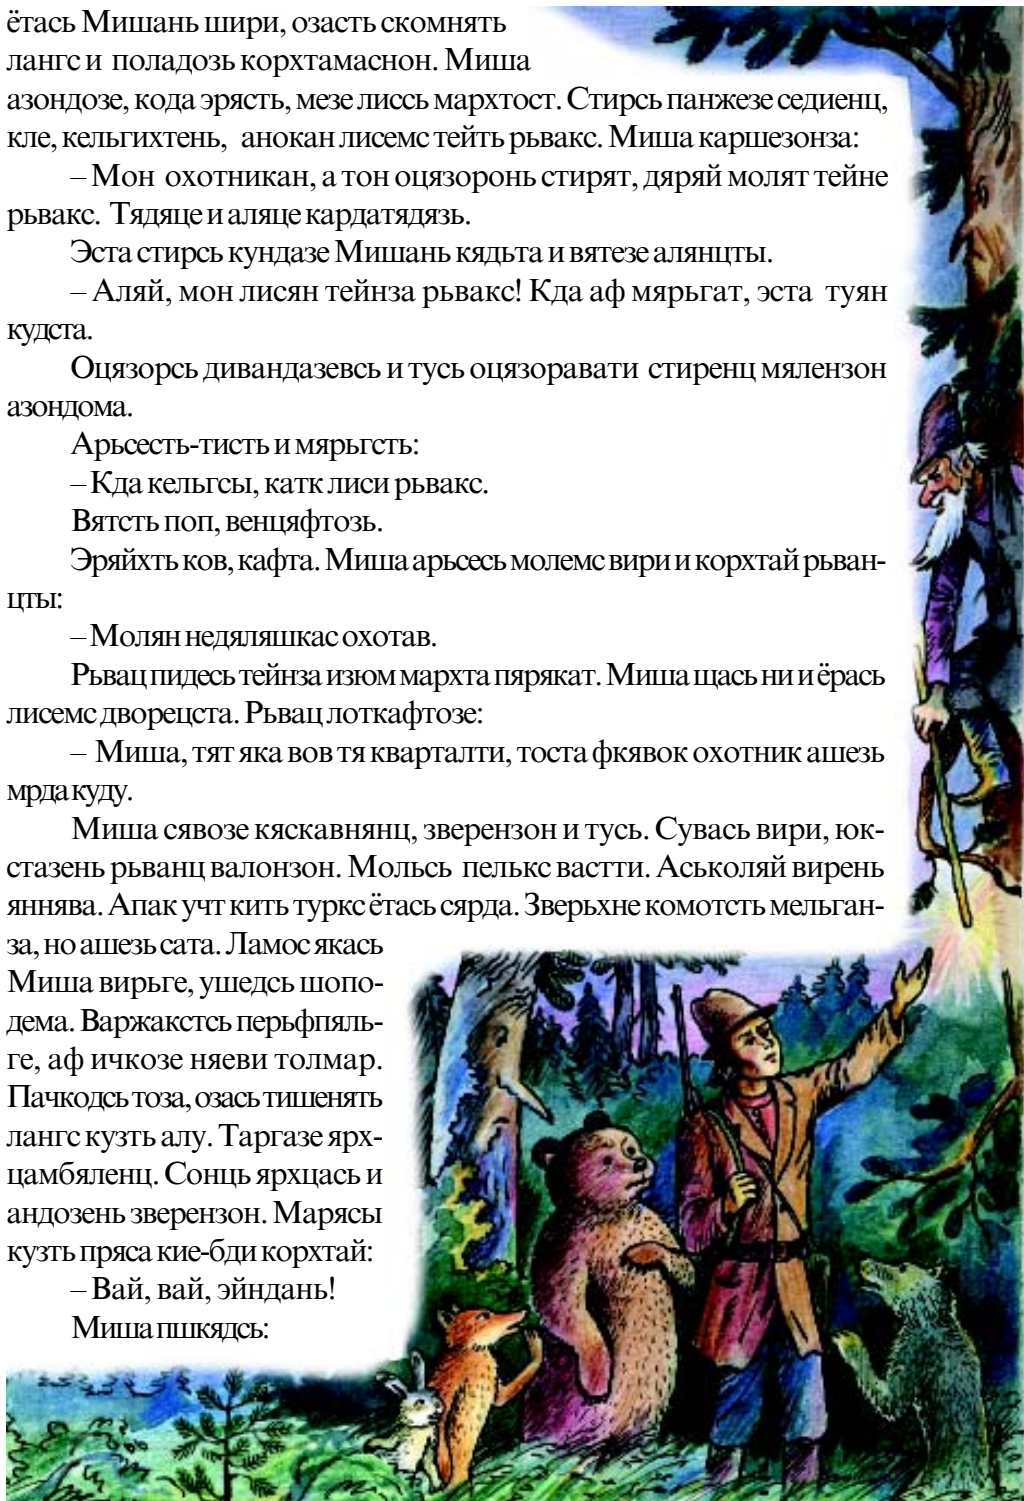 ётась Мишань шири, озасть скомнять
лангс и поладозь корхтамаснон. Миша
азондозе, кода эрясть, мезе лиссь мархтост. Стирсь панжезе седиенц,
кле, кельгихтень, анокан лисемс тейть рьвакс. Миша каршезонза:
– Мон охотникан, а тон оцязоронь стирят, дяряй молят тейне
рьвакс. Тядяце и аляце кардатядязь.
Эста стирсь кундазе Мишань кядьта и вятезе алянцты.
– Аляй, мон лисян тейнза рьвакс! Кда аф мярьгат, эста туян
кудста.
Оцязорсь дивандазевсь и тусь оцязоравати стиренц мялензон
азондома.
Арьсесть-тисть и мярьгсть:
– Кда кельгсы, катк лиси рьвакс.
Вятсть поп, венцяфтозь.
Эряйхть ков, кафта. Миша арьсесь молемс вири и корхтай рьван-
цты:
– Молян недяляшкас охотав.
Рьвац пидесь тейнза изюм мархта пярякат. Миша щась ни и ёрась
лисемс дворецста. Рьвац лоткафтозе:
– Миша, тят яка вов тя кварталти, тоста фкявок охотник ашезь
мрда куду.
Миша сявозе кяскавнянц, зверензон и тусь. Сувась вири, юк-
стазень рьванц валонзон. Мольсь пелькс вастти. Аськоляй вирень
яннява. Апак учт кить туркс ётась сярда. Зверьхне комотсть мельган-
за, но ашезь сата. Ламос якась
Миша вирьге, ушедсь шопо-
дема. Варжакстсь перьфпяль-
ге, аф ичкозе няеви толмар.
Пачкодсь тоза, озась тишенять
лангс кузть алу. Таргазе ярх-
цамбяленц. Сонць ярхцась и
андозень зверензон. Марясы
кузть пряса кие-бди корхтай:
– Вай, вай, эйндань!
Миша пшкядсь: